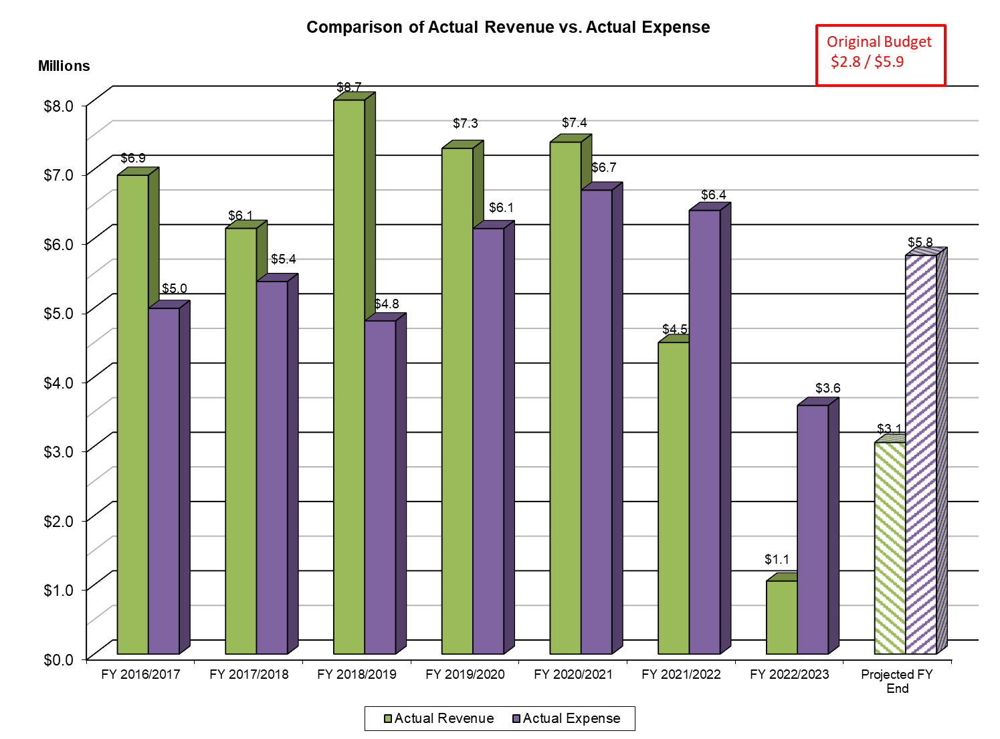 Comparison of Actual Revenue vs. Actual Expense
Original Budget
$2.8 / $5.9
Millions
$8.0
$7.0
$6.0
$5.0
$4.0
$3.0
$2.0
$1.0
$0.0
$6.9
$5.0
$6.1
$5.4
$8.7
$4.8
$7.3
$6.1
$7.4
$6.7
$4.5
$6.4
$1.1
$3.6
$3.1
$5.8
FY 2016/2017
FY 2017/2018
FY 2018/2019
FY 2019/2020
FY 2020/2021
FY 2021/2022
FY 2022/2023
Projected FY
End
Actual Revenue
Actual Expense